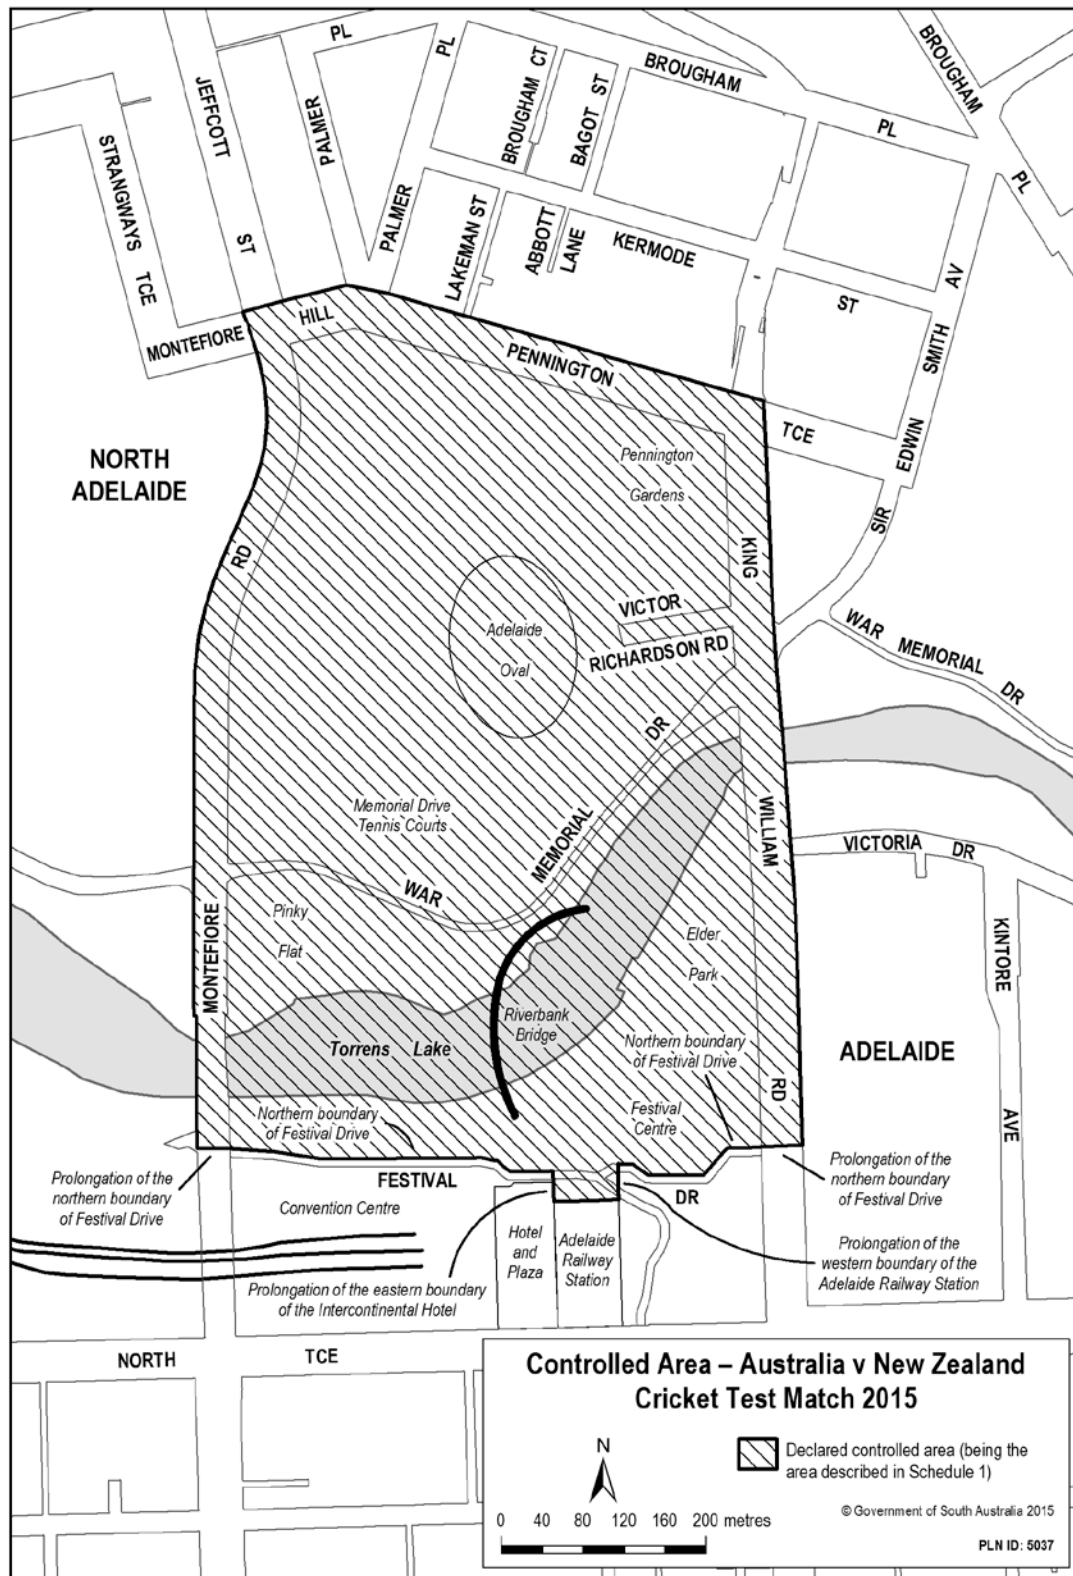 PL
PL
BROUGHAM
BROUGHAM
PL
PL
JEFFCOTT
ST
PALMER
PALMER
BROUGHAM CT
BAGOT ST
STRANGWAYS TCE
LAKEMAN ST
ABBOTT
LANE
KERMODE
ST
SIR EDWIN SMITH AV
MONTEFIORE
HILL
RD
PENNINGTON
TCE
NORTH
ADELAIDE
Pennington
Gardens
KING
VICTOR
RICHARDSON RD
Adelaide
Oval
WAR MEMORIAL DR
DR
MEMORIAL
WAR
Memorial Drive
Tennis Courts
WILLIAM
RD
VICTORIA DR
KINTORE
AVE
Pinky
Flat
MONTEFIORE
Elder
Park
Riverbank
Bridge
Torrens Lake
Northern boundary
of Festival Drive
ADELAIDE
Northern boundary
of Festival Drive
Festival
Centre
Prolongation of the
northern boundary
of Festival Drive
FESTIVAL
DR
Convention Centre
Prolongation of the
northern boundary
of Festival Drive
Hotel
and
Plaza
Adelaide
Railway
Station
Prolongation of the
western boundary of the
Adelaide Railway Station
Prolongation of the eastern boundary
of the Intercontinental Hotel
NORTH TCE
Controlled Area – Australia v New Zealand
Cricket Test Match 2015
N
Declared controlled area (being the
area described in Schedule 1)
© Government of South Australia 2015
0 40 80 120 160 200 metres
PLN ID: 5037